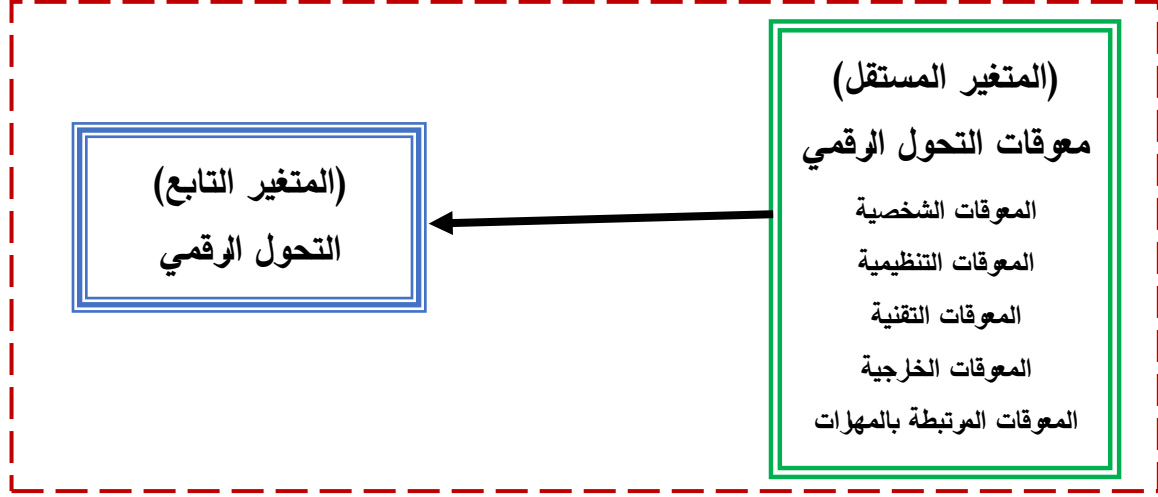 (المتغير المستقل)
معوقات التحول الرقمي
المعوقات الشخصية
المعوقات التنظيمية
المعوقات التقنية
المعوقات الخارجية
المعوقات المرتبطة بالمهارات
(المتغير التابع)
التحول الرقمي